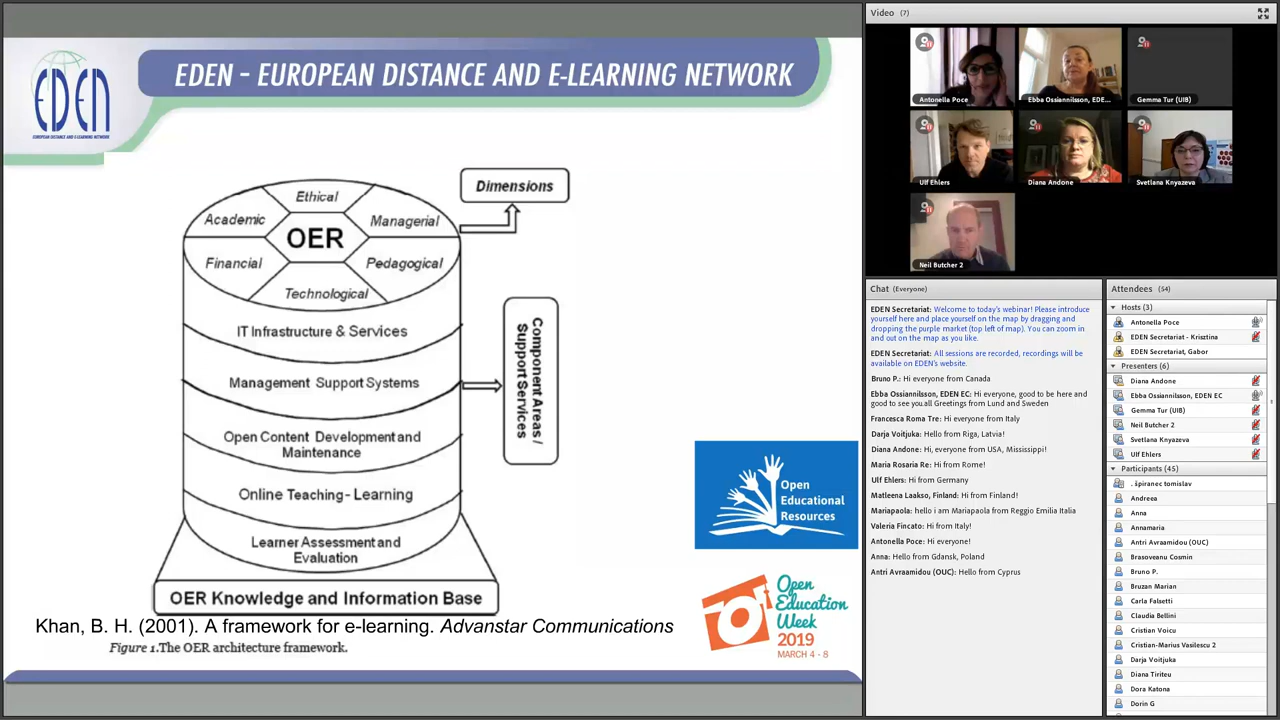 EDEN - EUROPEAN DISTANCE AND E-LEARNING NETWORK
EDEN
EUROPEAN DISTANCE AND E-LEARNING NETWORK
Dimensions
Ethical
Academic
Managerial
OER
Financial
Pedagogical
Technological
IT Infrastructure & Services
Management Support Systems
Open Content Development and
Maintenance
Online Teaching- Learning
Learner Assessment and
Evaluation
OER Knowledge and Information Base
Component Areas /
Support Services
Open
Educational
Resources
Open
Education
Week
2019
MARCH 4 - 8
Khan, B. H. (2001). A framework for e-learning. Advanstar Communications
Figure 1.The OER architecture framework.
Video (7)
Antonella Poce
Ebba Ossiannilsson, EDE...
Gemma Tur (UIB)
Ulf Ehlers
Diana Andone
Svetlana Knyazeva
Neil Butcher 2
Chat (Everyone)
EDEN Secretariat: Welcome to today's webinar! Please introduce
yourself here and place yourself on the map by dragging and
dropping the purple market (top left of map). You can zoom in
and out on the map as you like.
EDEN Secretariat: All sessions are recorded, recordings will be
available on EDEN's website.
Bruno P.: Hi everyone from Canada
Ebba Ossiannilsson, EDEN EC: Hi everyone, good to be here and
good to see you.all Greetings from Lund and Sweden
Francesca Roma Tre: Hi everyone from Italy
Darja Voitjuka: Hello from Riga, Latvia!
Diana Andone: Hi, everyone from USA, Mississippi!
Maria Rosaria Re: Hi from Rome!
Ulf Ehlers: Hi from Germany
Matleena Laakso, Finland: Hi from Finland!
Mariapaola: hello i am Mariapaola from Reggio Emilia Italia
Valeria Fincato: Hi from Italy!
Antonella Poce: Hi everyone!
Anna: Hello from Gdansk, Poland
Antri Avraamidou (OUC): Hello from Cyprus
Attendees (54)
Hosts (3)
Antonella Poce
EDEN Secretariat - Krisztina
EDEN Secretariat, Gabor
Presenters (6)
Diana Andone
Ebba Ossiannilsson, EDEN EC
Gemma Tur (UIB)
Neil Butcher 2
Svetlana Knyazeva
Ulf Ehlers
Participants (45)
. špiranec tomislav
Andreea
Anna
Annamaria
Antri Avraamidou (OUC)
Brasoveanu Cosmin
Bruno P.
Bruzan Marian
Carla Falsetti
Claudia Bellini
Cristian Voicu
Cristian-Marius Vasilescu 2
Darja Voitjuka
Diana Tiriteu
Dora Katona
Dorin G